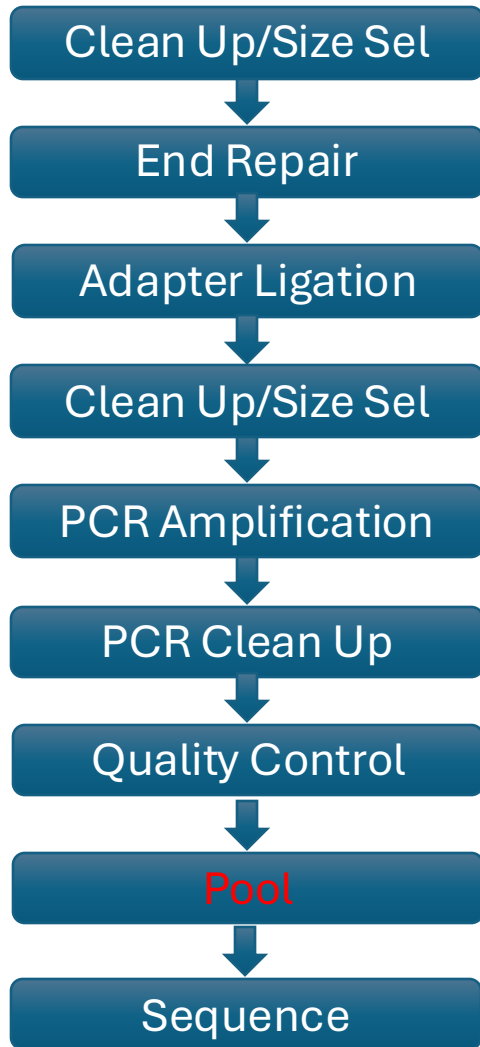 Clean Up/Size Sel
End Repair
Adapter Ligation
Clean Up/Size Sel
PCR Amplification
PCR Clean Up
Quality Control
Pool
Sequence